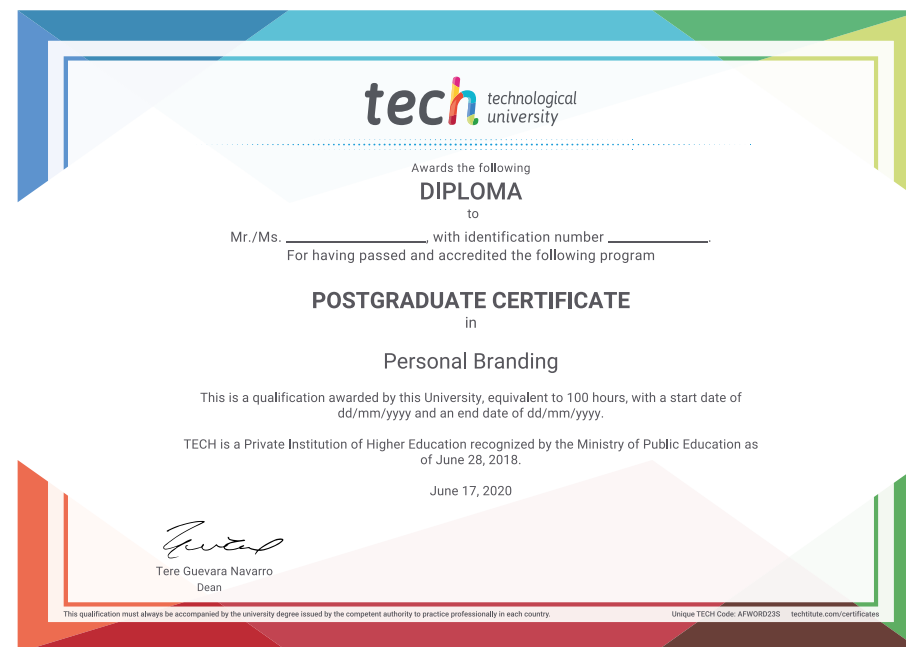 tech technological
university
Awards the following
DIPLOMA
to
Mr./Ms. ____________, with identification number ____________.
For having passed and accredited the following program
POSTGRADUATE CERTIFICATE
in
Personal Branding
This is a qualification awarded by this University, equivalent to 100 hours, with a start date of
dd/mm/yyyy and an end date of dd/mm/yyyy.
TECH is a Private Institution of Higher Education recognized by the Ministry of Public Education as
of June 28, 2018.
June 17, 2020
Tere Guevara Navarro
Dean
This qualification must always be accompanied by the university degree issued by the competent authority to practice professionally in each country. Unique TECH Code: AFWORD23S techtitute.com/certificates